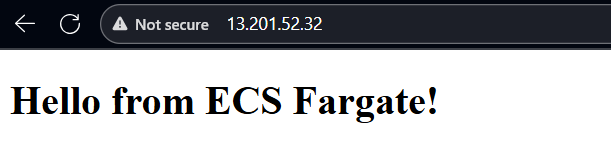 Not secure 13.201.52.32
Hello from ECS Fargate!